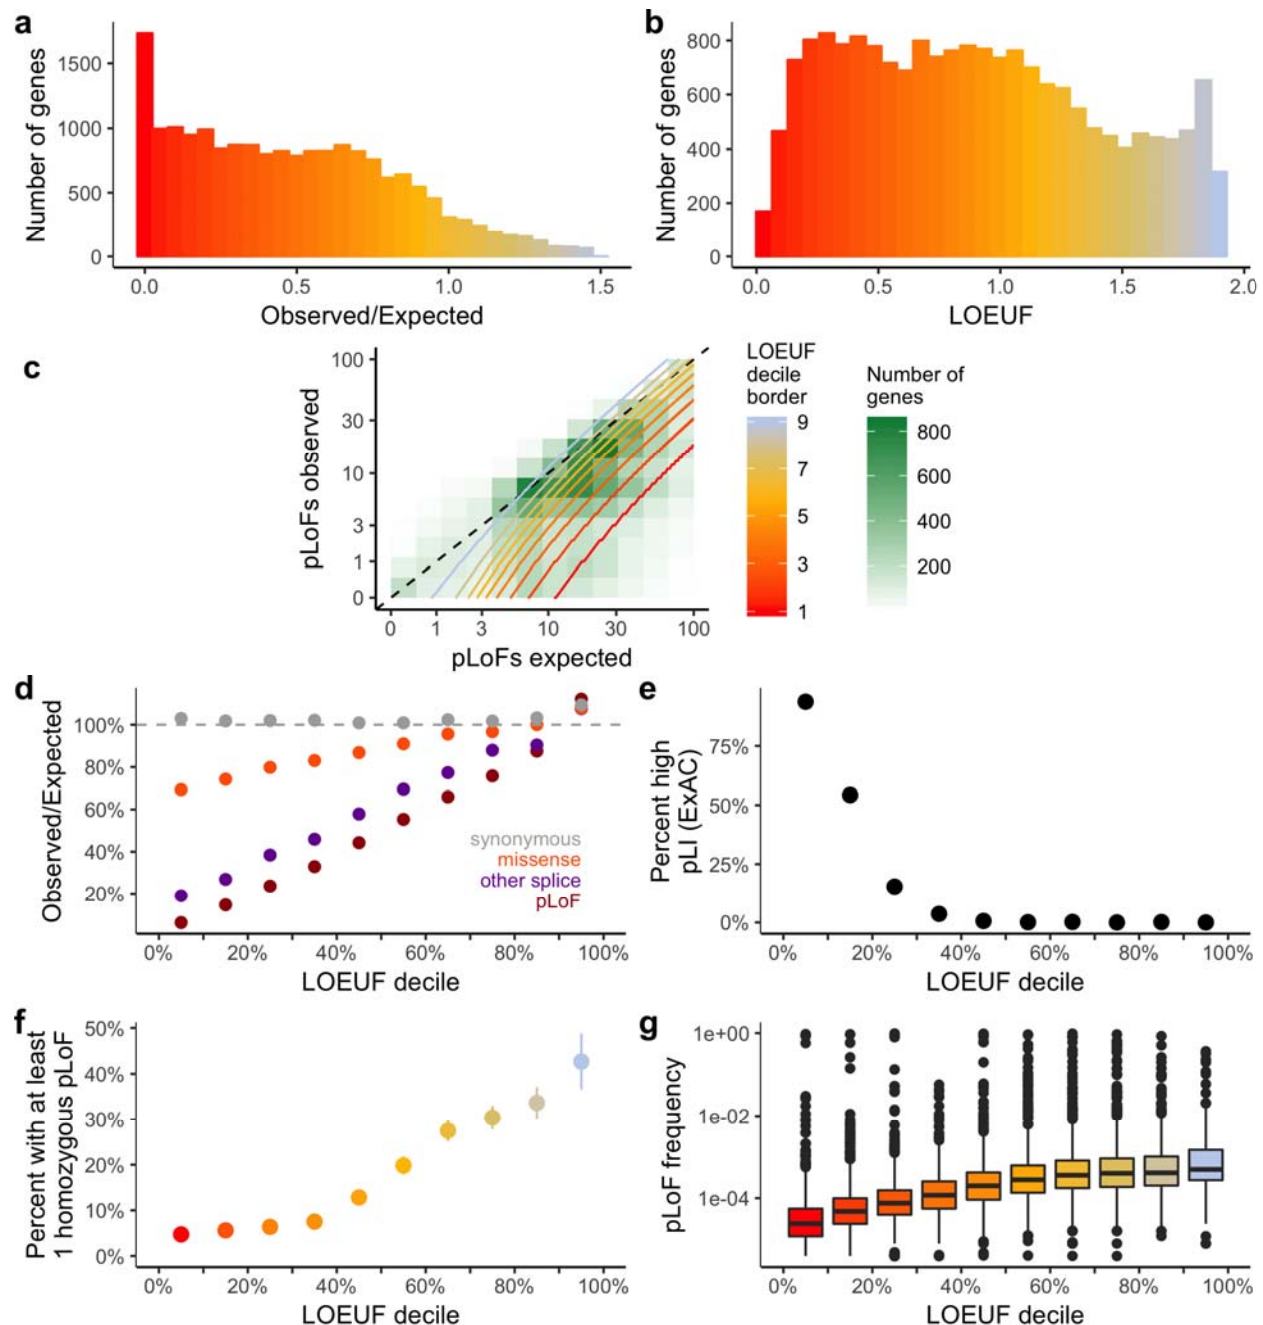 a
Number of genes
1500
1000
500
0
0.0 0.5 1.0 1.5
Observed/Expected
b
Number of genes
800
600
400
200
0
0.0 0.5 1.0 1.5 2.0
LOEUF
c
pLoFs observed
100
30
10
3
1
0
0 1 3 10 30 100
pLoFs expected
LOEUF
decile
border
9
7
5
3
1
Number of
genes
800
600
400
200
d
Observed/Expected
100%
80%
60%
40%
20%
synonymous
missense
other splice
pLoF
0% 20% 40% 60% 80% 100%
LOEUF decile
e
Percent high
pLI (ExAC)
75%
50%
25%
0%
0% 20% 40% 60% 80% 100%
LOEUF decile
f
Percent with at least
1 homozygous pLoF
50%
40%
30%
20%
10%
0%
0% 20% 40% 60% 80% 100%
LOEUF decile
g
pLoF frequency
1e+00
1e-02
1e-04
0% 20% 40% 60% 80% 100%
LOEUF decile